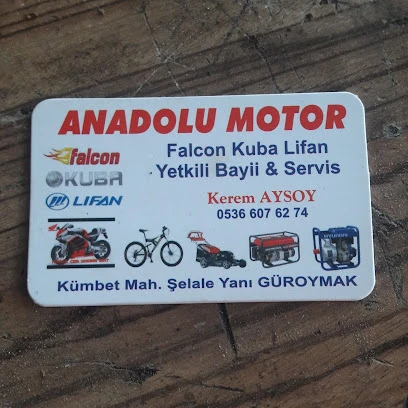 ANADOLU MOTOR
falcon
KUBA
LIFAN
Falcon Kuba Lifan
Yetkili Bayii & Servis
Kerem AYSOY
0536 607 62 74
Kümbet Mah. Şelale Yanı GÜROYMAK